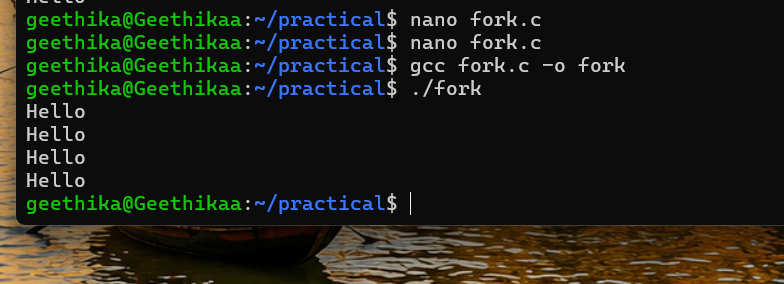 Hello
geethika@Geethikaa:~/practical$ nano fork.c
geethika@Geethikaa:~/practical$ nano fork.c
geethika@Geethikaa:~/practical$ gcc fork.c -o fork
geethika@Geethikaa:~/practical$ ./fork
Hello
Hello
Hello
Hello
geethika@Geethikaa:~/practical$